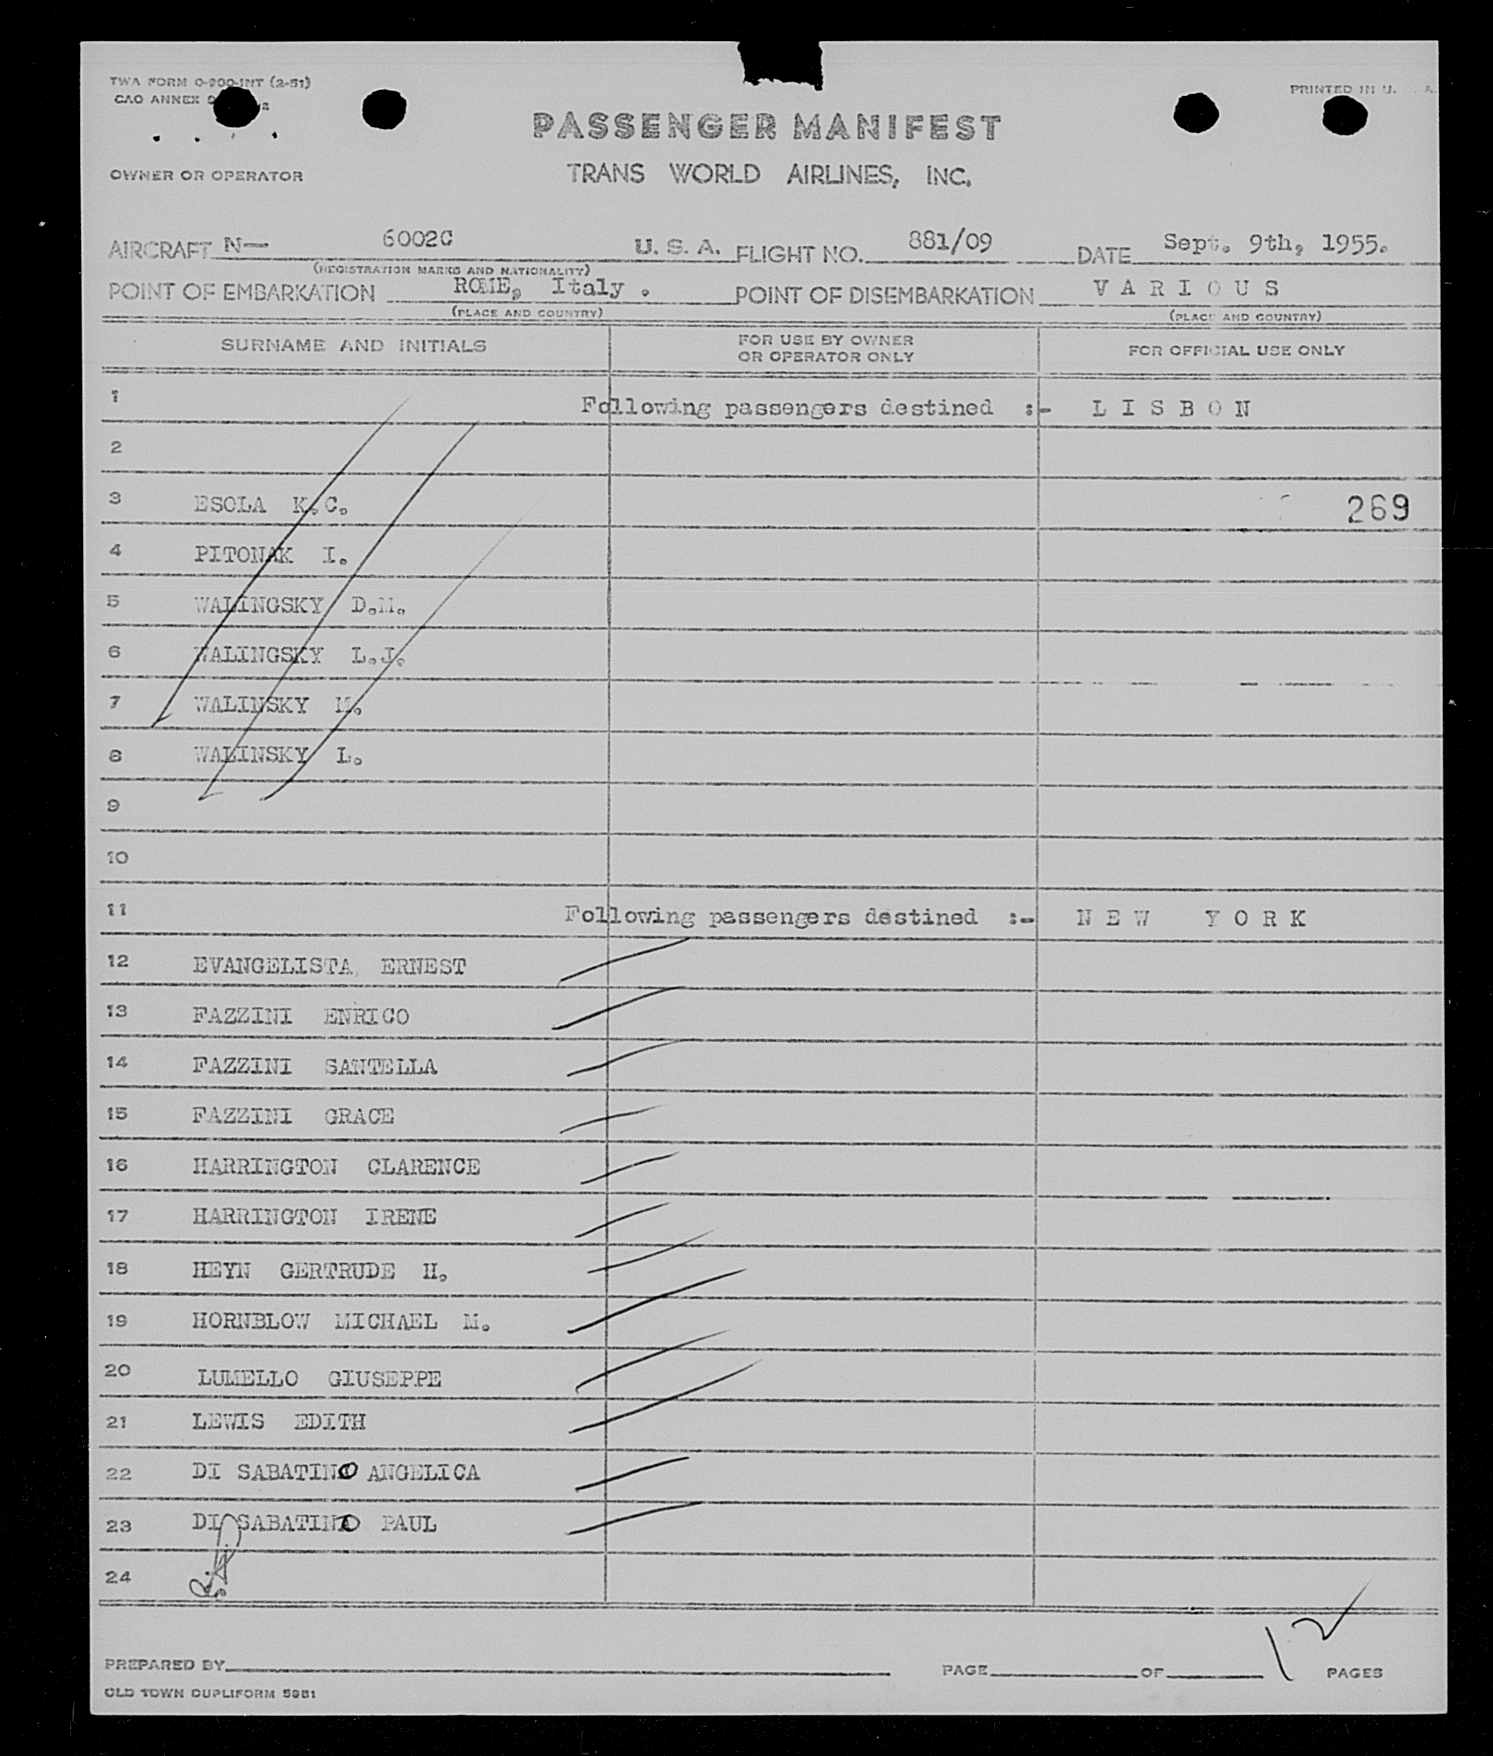 TWA FORM O-900-INT (2-51)
CAO ANNEX
PRINTED IN U. A.
PASSENGER MANIFEST
OWNER OR OPERATOR
TRANS WORLD AIRLINES, INC.
AIRCRAFT N— 6002C U. S. A. FLIGHT NO. 881/09 DATE Sept. 9th, 1955.
(REGISTRATION MARKS AND NATIONALITY)
POINT OF EMBARKATION ROME, Italy . POINT OF DISEMBARKATION VARIOUS
(PLACE AND COUNTRY) (PLACE AND COUNTRY)
SURNAME AND INITIALS
FOR USE BY OWNER
OR OPERATOR ONLY
FOR OFFICIAL USE ONLY
1 Following passengers destined :- LISBON
2
3 ESOLA K.C. 269
4 PITONAK I.
5 WALINGSKY D.M.
6 WALINGSKY L.J.
7 WALINSKY M.
8 WALINSKY L.
9
10
11 Following passengers destined :- NEW YORK
12 EVANGELISTA ERNEST
13 FAZZINI ENRICO
14 FAZZINI SANTELLA
15 FAZZINI GRACE
16 HARRINGTON CLARENCE
17 HARRINGTON IRENE
18 HEYN GERTRUDE H.
19 HORNBLOW MICHAEL M.
20 LUMELLO GIUSEPPE
21 LEWIS EDITH
22 DI SABATINO ANGELICA
23 DI SABATINO PAUL
24
12
PREPARED BY PAGE OF PAGES
OLD TOWN DUPLIFORM 5981